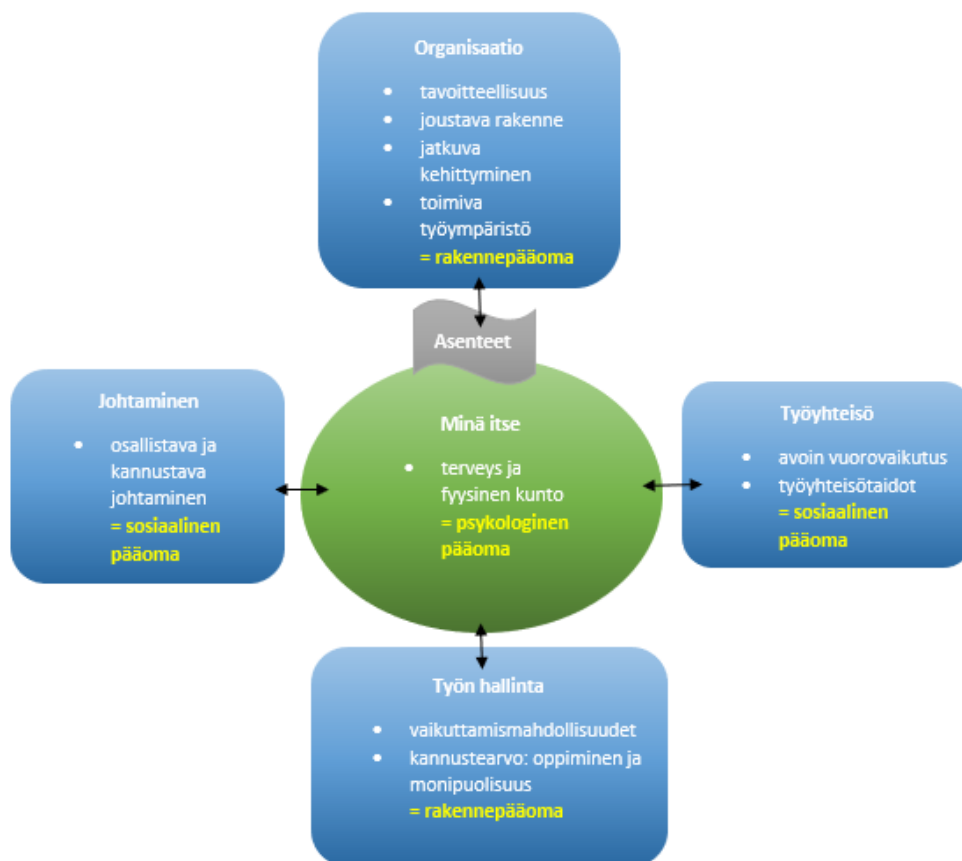 Organisaatio
• tavoitteellisuus
• joustava rakenne
• jatkuva
kehittyminen
• toimiva
työympäristö
= rakennepääoma
Asenteet
Johtaminen
• osallistava ja
kannustava
johtaminen
= sosiaalinen
pääoma
Minä itse
• terveys ja
fyysinen kunto
= psykologinen
pääoma
Työyhteisö
• avoin vuorovaikutus
• työyhteisötaidot
= sosiaalinen
pääoma
Työn hallinta
• vaikuttamismahdollisuudet
• kannustearvo: oppiminen ja
monipuolisuus
= rakennepääoma